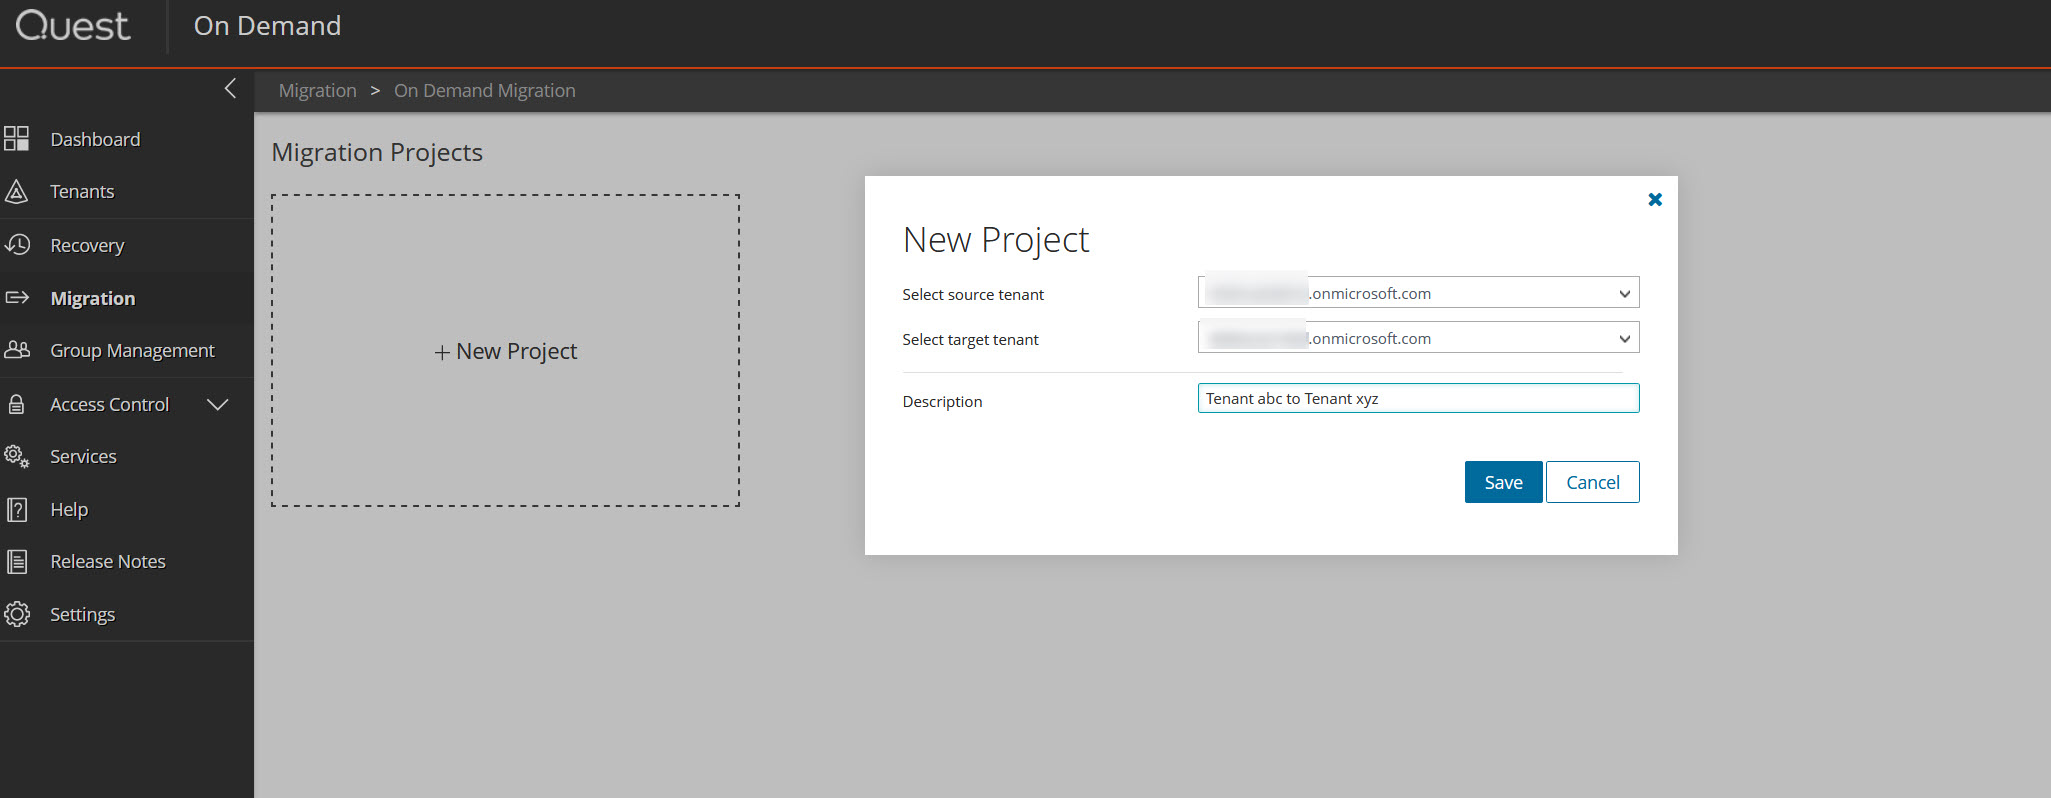 Quest
On Demand
Migration > On Demand Migration
Dashboard
Tenants
Recovery
Migration
Group Management
Access Control
Services
Help
Release Notes
Settings
Migration Projects
+ New Project
New Project
Select source tenant
.onmicrosoft.com
Select target tenant
.onmicrosoft.com
Description
Tenant abc to Tenant xyz
Save
Cancel